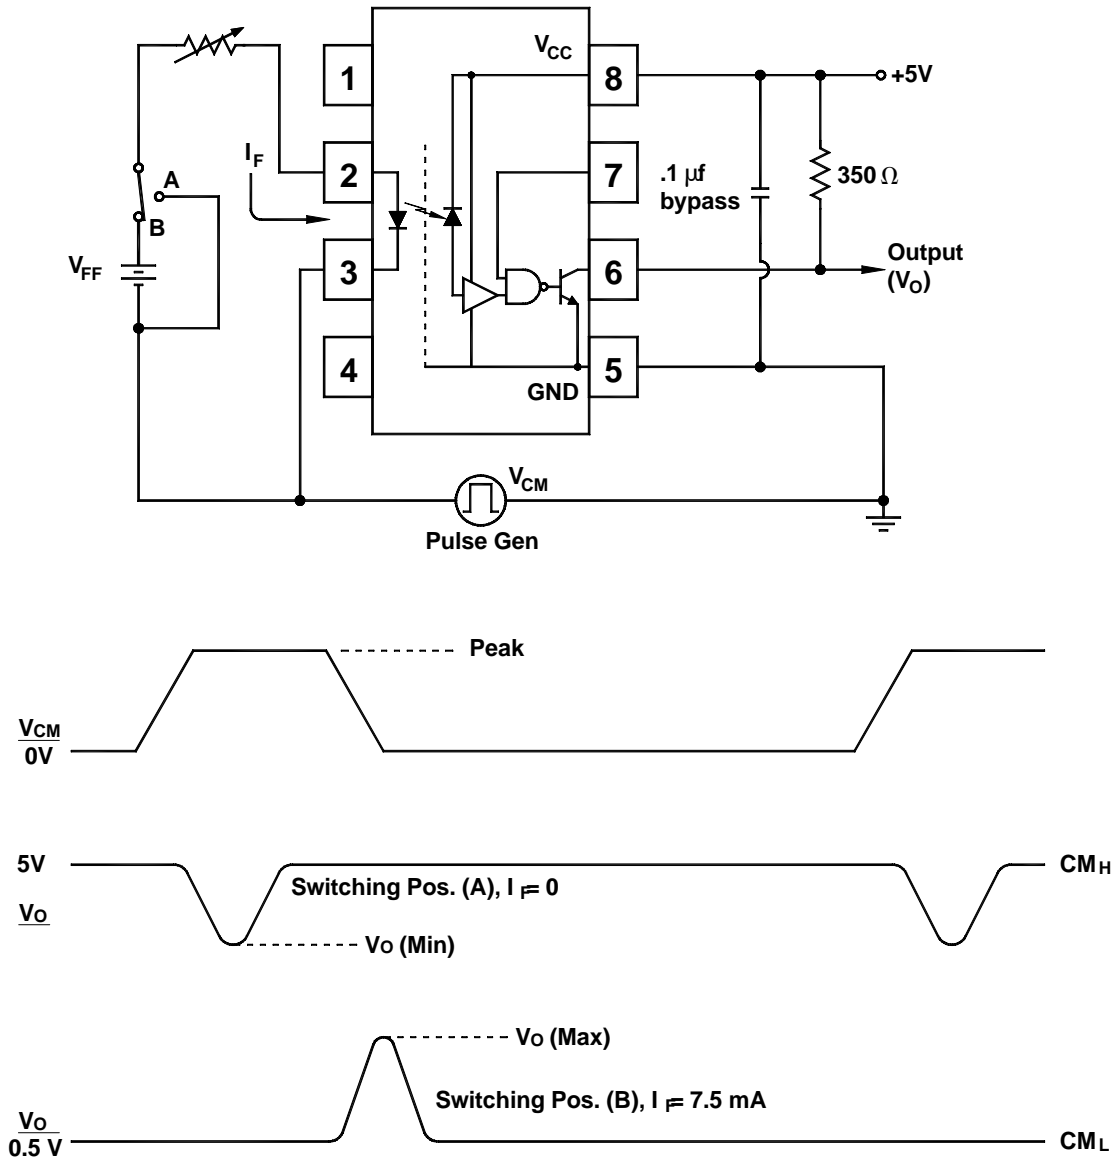 1
2
3
4
8
7
6
5
VCC
GND
IF
A
B
VFF
+5V
.1 µf
bypass
350 Ω
Output
(VO)
VCM
Pulse Gen
Peak
VCM
0V
5V
CMH
Switching Pos. (A), IF= 0
VO
VO (Min)
VO (Max)
Switching Pos. (B), IF= 7.5 mA
VO
0.5 V
CML